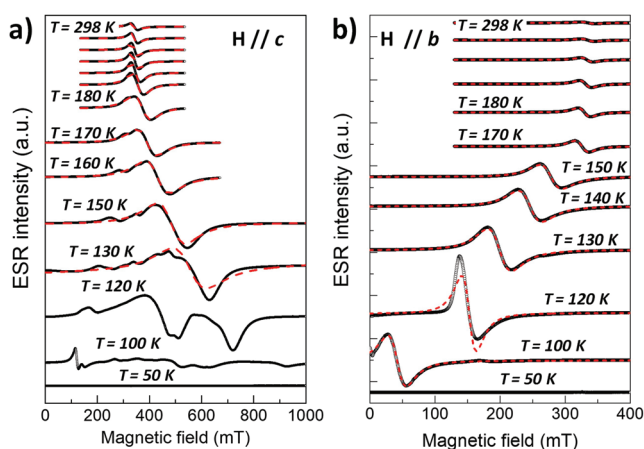 a)
H // c
T = 298 K
T = 180 K
T = 170 K
T = 160 K
T = 150 K
T = 130 K
T = 120 K
T = 100 K
T = 50 K
0 200 400 600 800 1000
Magnetic field (mT)
ESR intensity (a.u.)
b)
H // b
T = 298 K
T = 180 K
T = 170 K
T = 150 K
T = 140 K
T = 130 K
T = 120 K
T = 100 K
T = 50 K
0 100 200 300 400
Magnetic field (mT)
ESR intensity (a.u.)